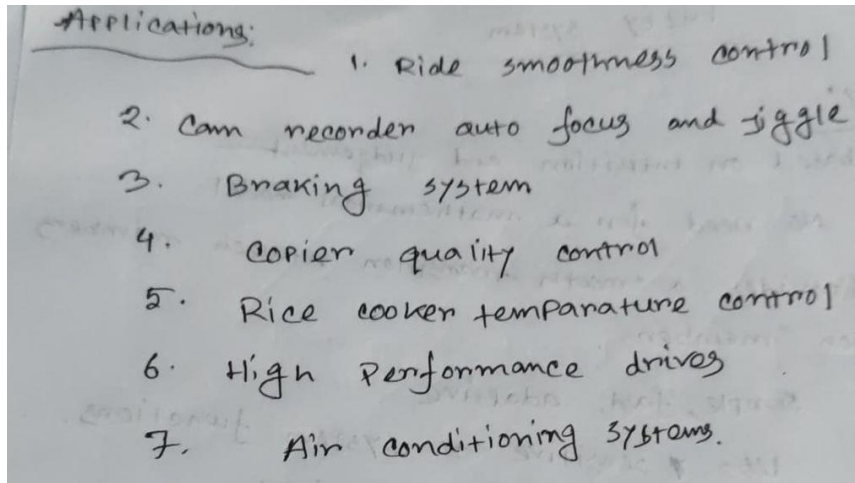 Applications:
1. Ride smoothness control
2. Cam recorder auto focus and jiggle
3. Braking system
4. Copier quality control
5. Rice cooker temparature control
6. High Performance drives
7. Air conditioning systems.